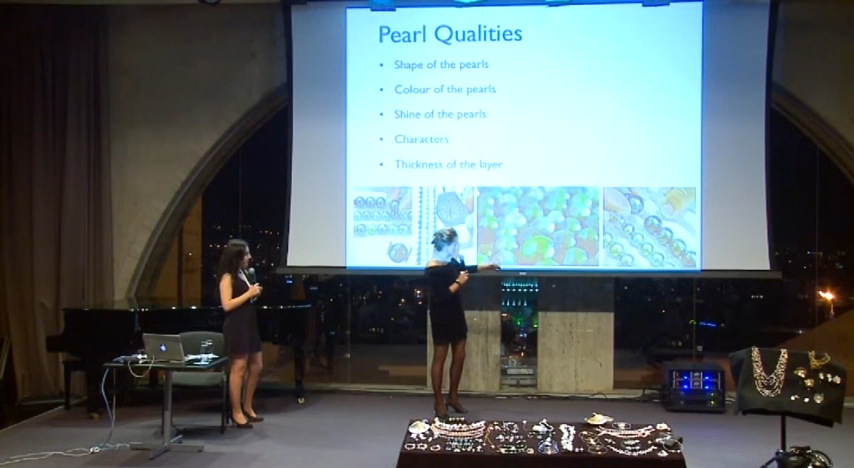 Pearl Qualities
• Shape of the pearls
• Colour of the pearls
• Shine of the pearls
• Characters
• Thickness of the layer